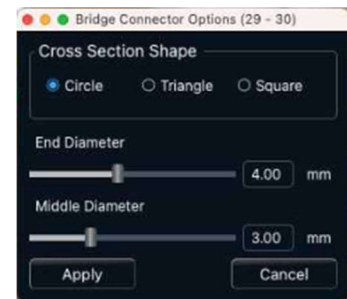 Bridge Connector Options (29 - 30)
Cross Section Shape
Circle Triangle Square
End Diameter
4.00 mm
Middle Diameter
3.00 mm
Apply Cancel